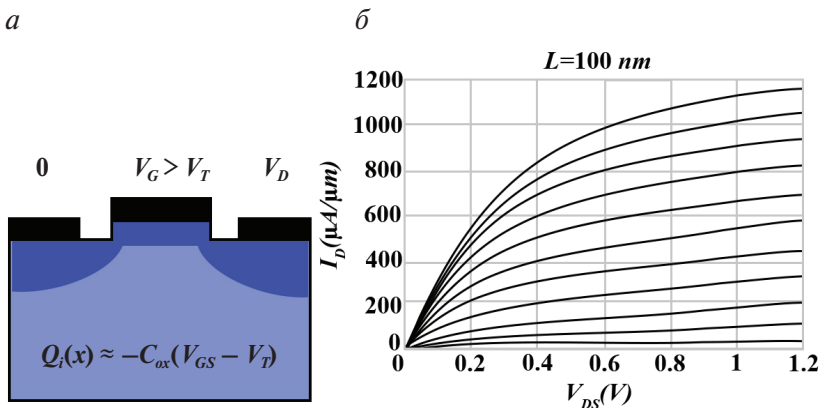 а
б
L=100 nm
0
V_G > V_T
V_D
Q_i(x) ≈ –C_ox(V_GS – V_T)
I_D(µA/µm)
1200
1000
800
600
400
200
0
0 0.2 0.4 0.6 0.8 1 1.2
V_DS(V)